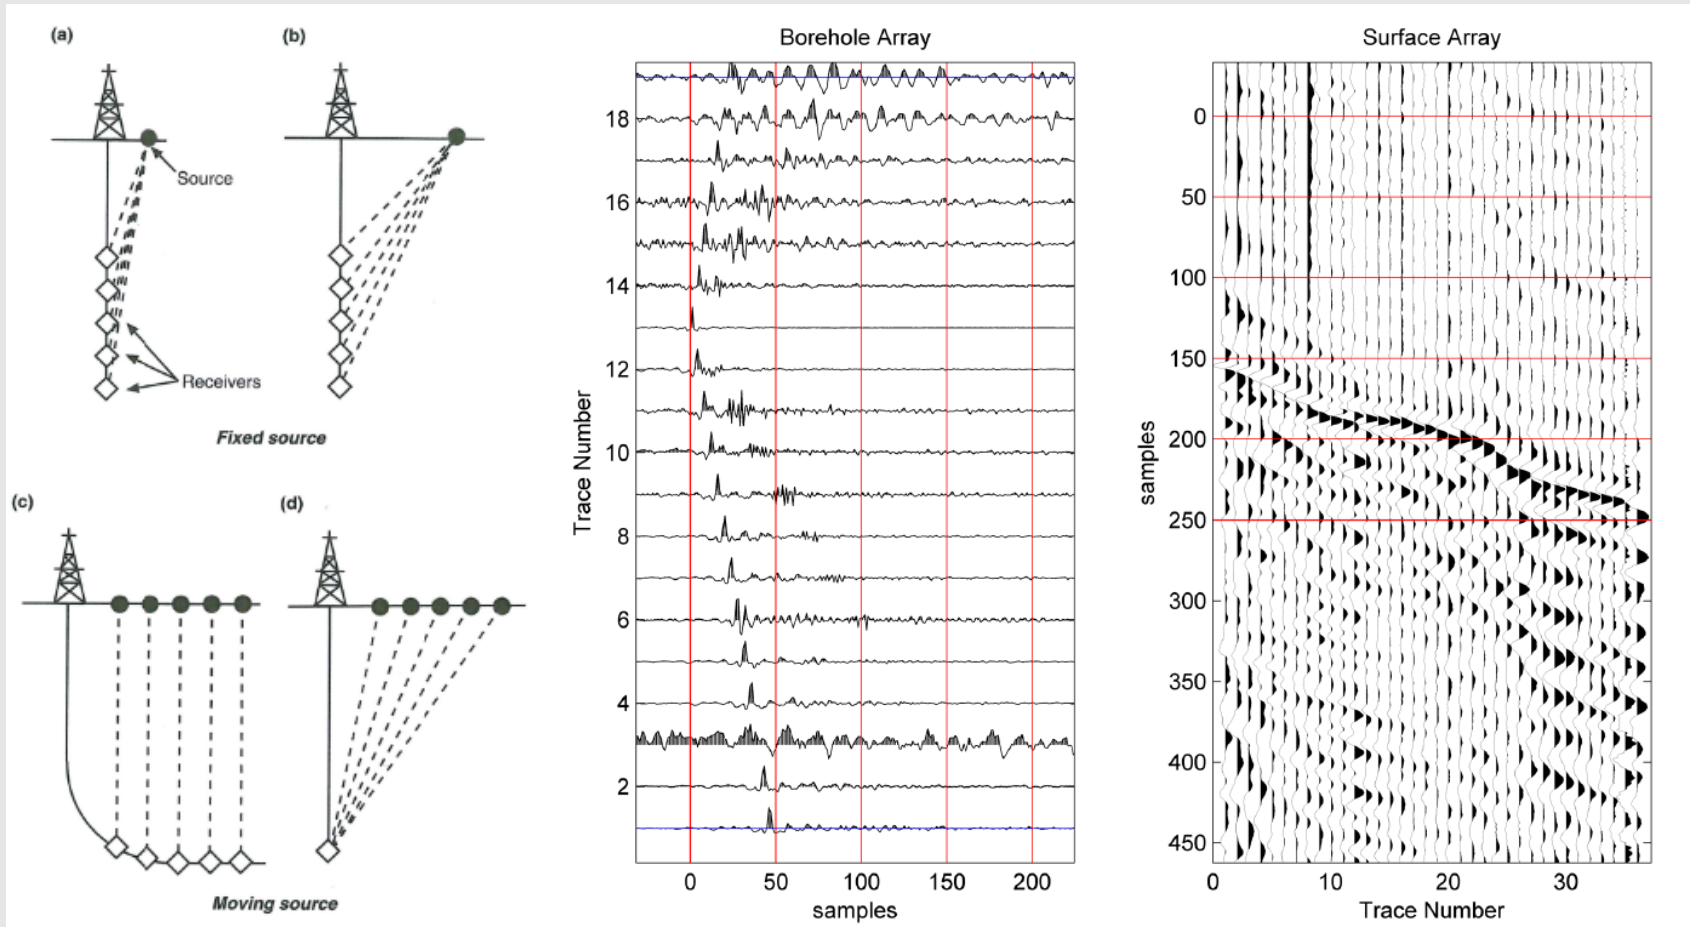 (a)
(b)
Source
Receivers
Fixed source
(c)
(d)
Moving source
Borehole Array
Trace Number
18
16
14
12
10
8
6
4
2
0 50 100 150 200
samples
Surface Array
samples
0
50
100
150
200
250
300
350
400
450
0 10 20 30
Trace Number